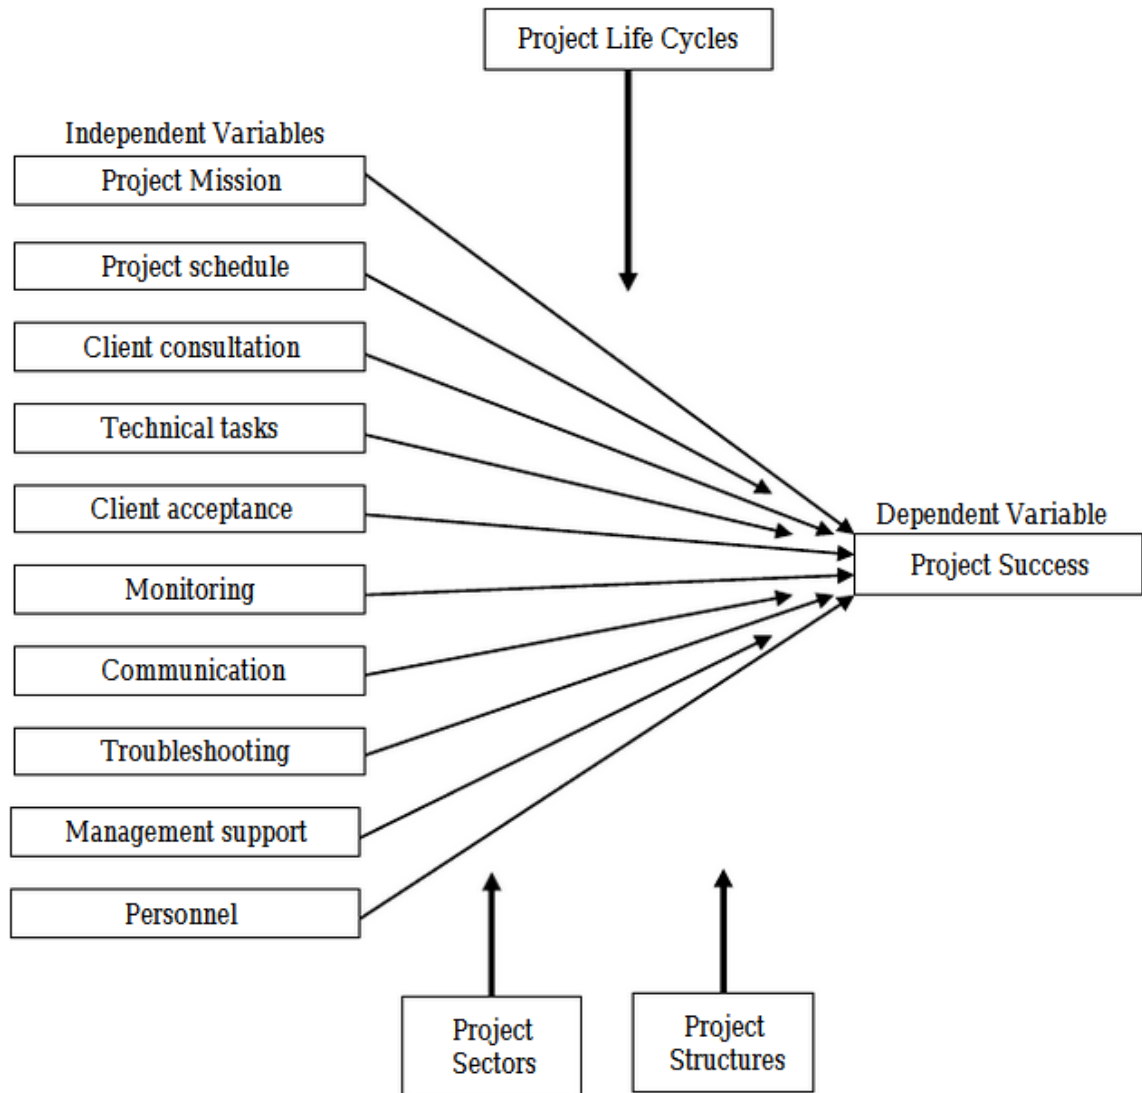 Project Life Cycles
Independent Variables
Project Mission
Project schedule
Client consultation
Technical tasks
Client acceptance
Dependent Variable
Project Success
Monitoring
Communication
Troubleshooting
Management support
Personnel
Project
Sectors
Project
Structures